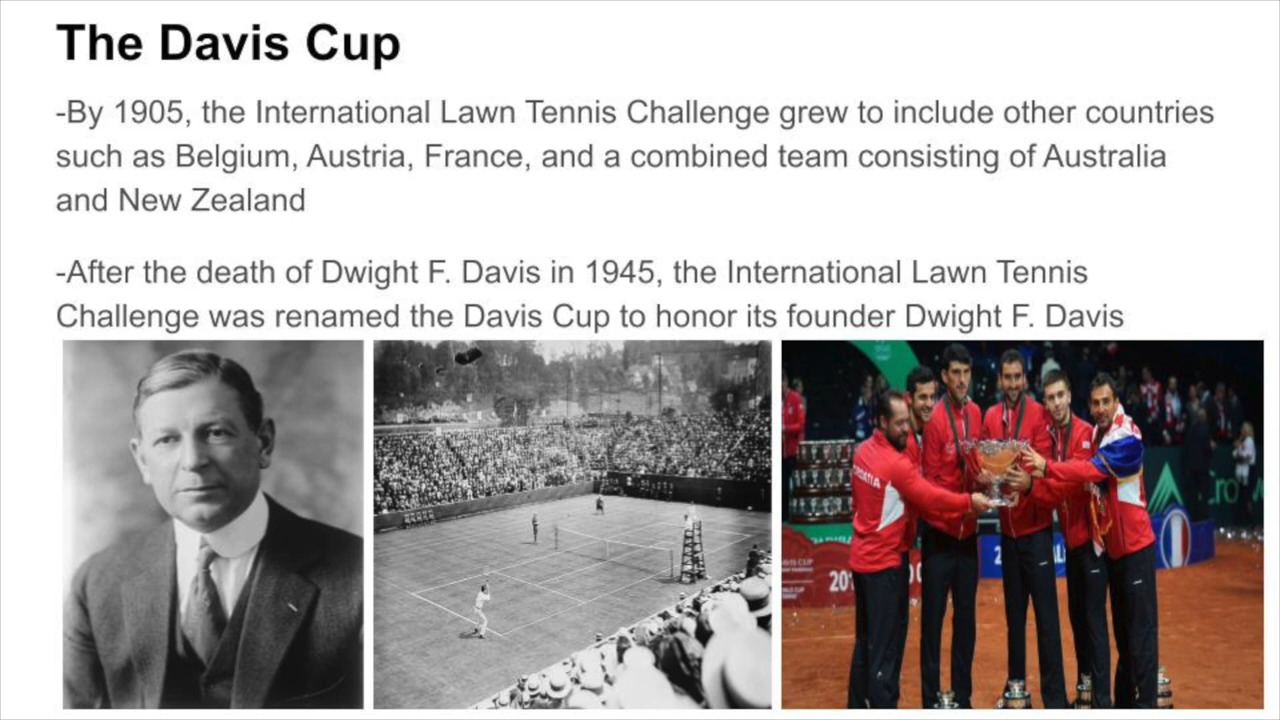 The Davis Cup
-By 1905, the International Lawn Tennis Challenge grew to include other countries
such as Belgium, Austria, France, and a combined team consisting of Australia
and New Zealand
-After the death of Dwight F. Davis in 1945, the International Lawn Tennis
Challenge was renamed the Davis Cup to honor its founder Dwight F. Davis